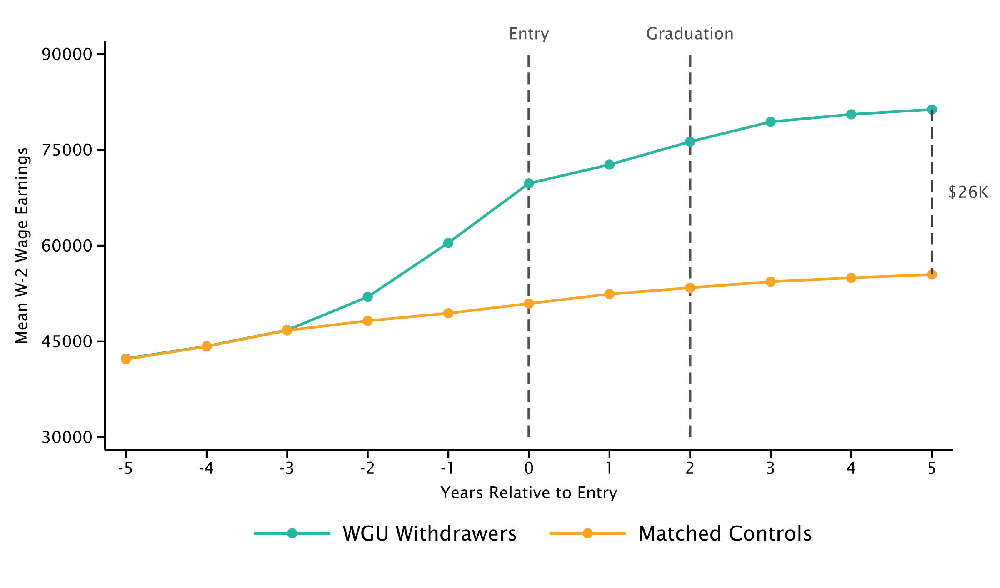 Entry
Graduation
90000
75000
60000
45000
30000
Mean W-2 Wage Earnings
$26K
-5
-4
-3
-2
-1
0
1
2
3
4
5
Years Relative to Entry
WGU Withdrawers
Matched Controls